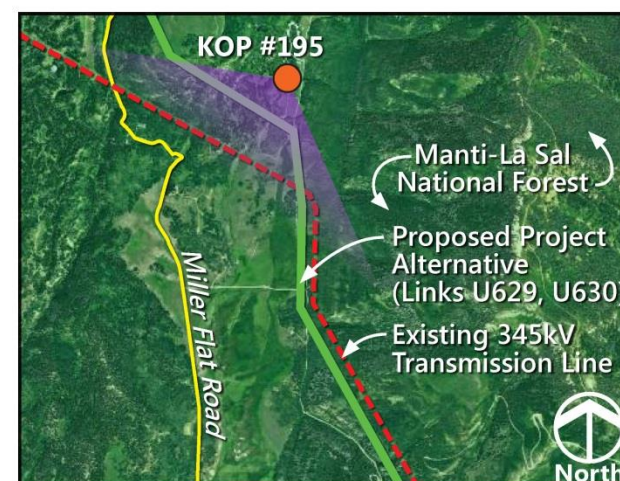 KOP #195
Manti-La Sal
National Forest
Proposed Project
Alternative
(Links U629, U630)
Existing 345kV
Transmission Line
Miller Flat Road
North